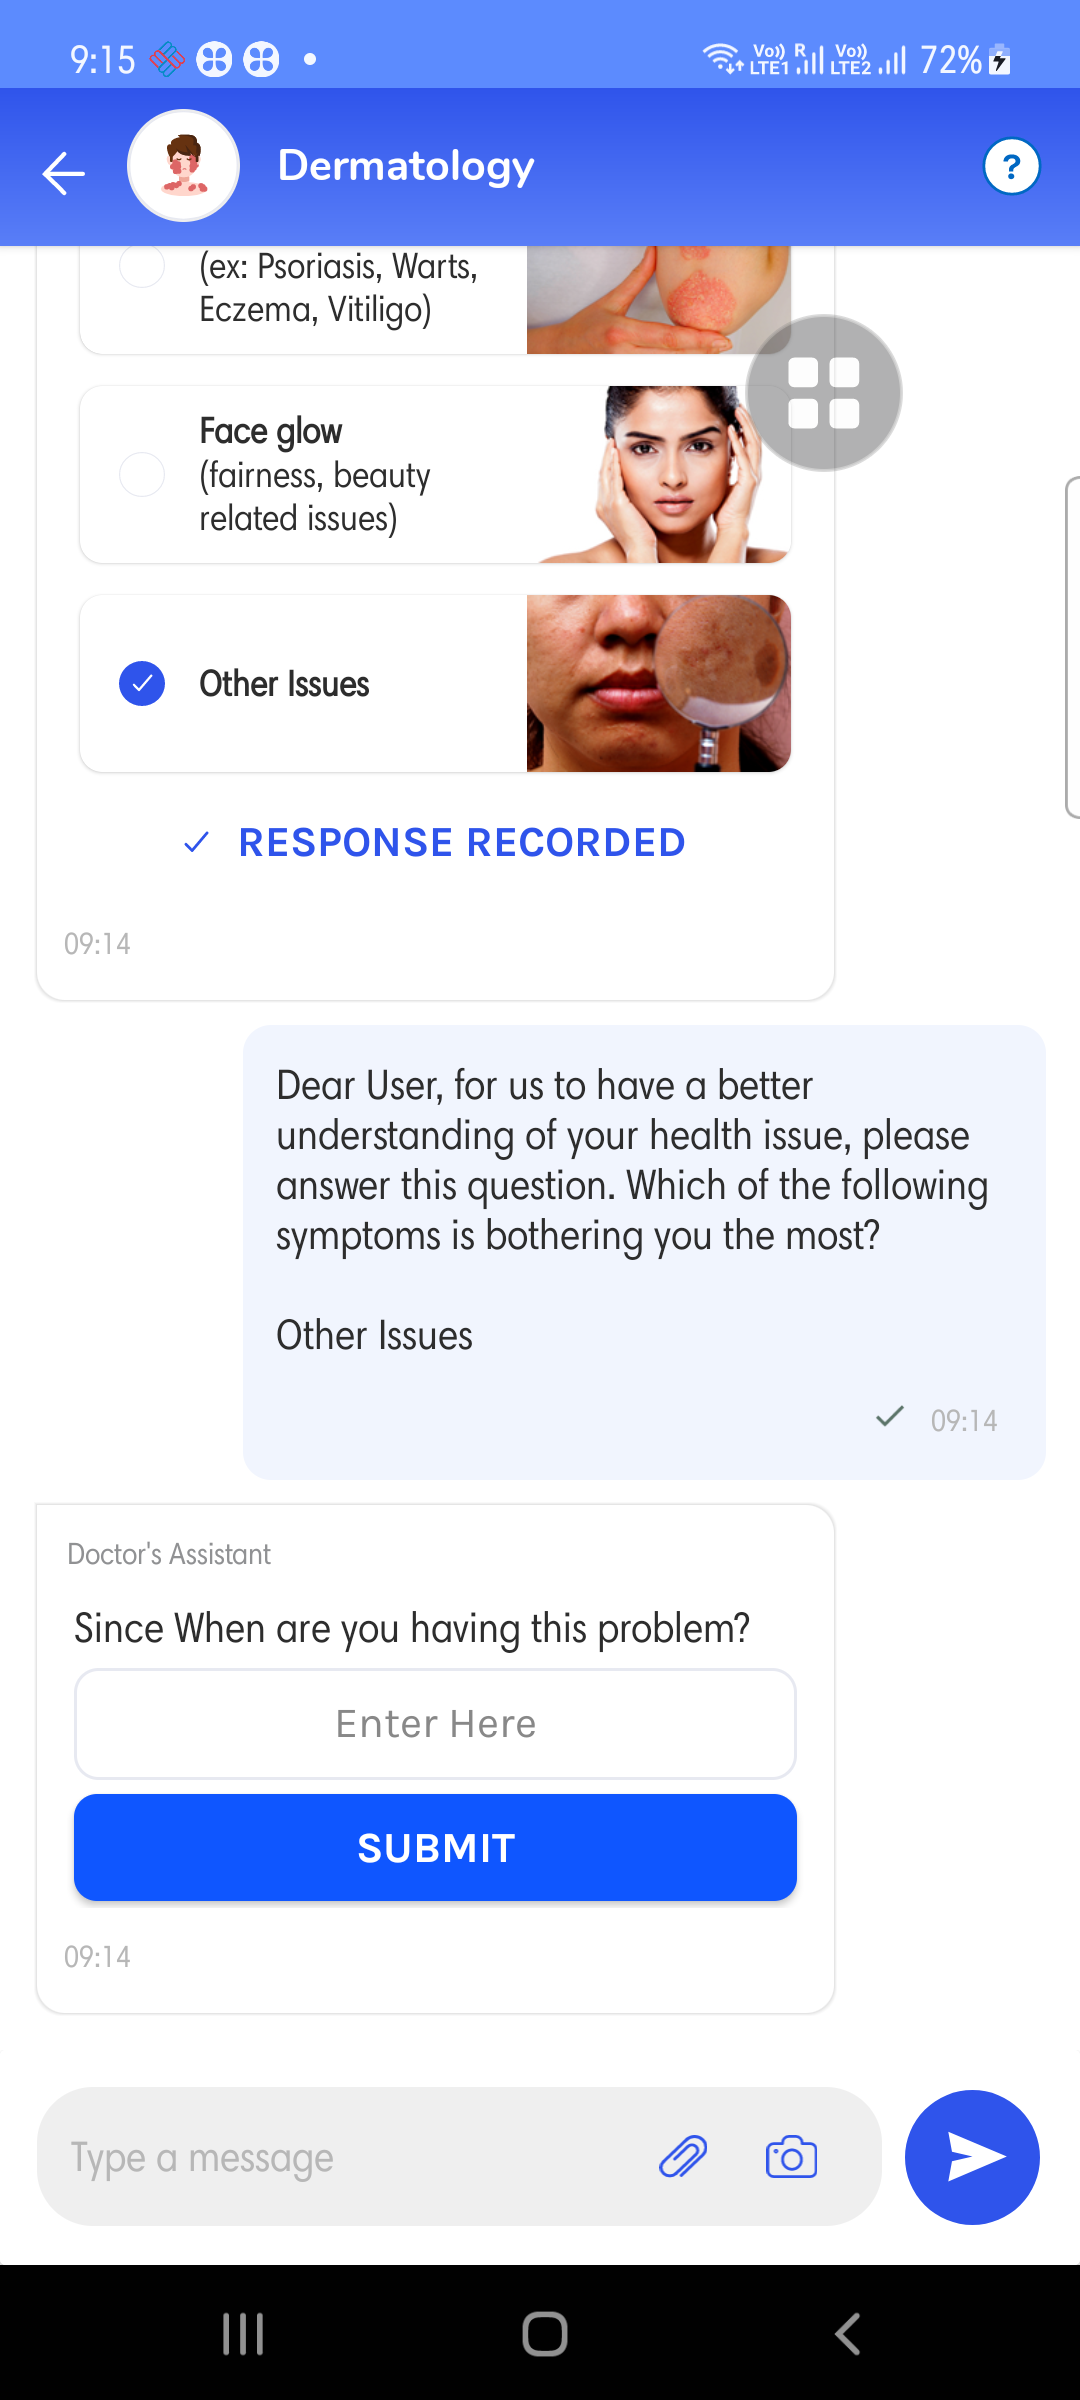 9:15
Vo)) R Vo))
LTE1 LTE2 72%
Dermatology
?
(ex: Psoriasis, Warts,
Eczema, Vitiligo)
Face glow
(fairness, beauty
related issues)
Other Issues
RESPONSE RECORDED
09:14
Dear User, for us to have a better
understanding of your health issue, please
answer this question. Which of the following
symptoms is bothering you the most?
Other Issues
09:14
Doctor's Assistant
Since When are you having this problem?
Enter Here
SUBMIT
09:14
Type a message